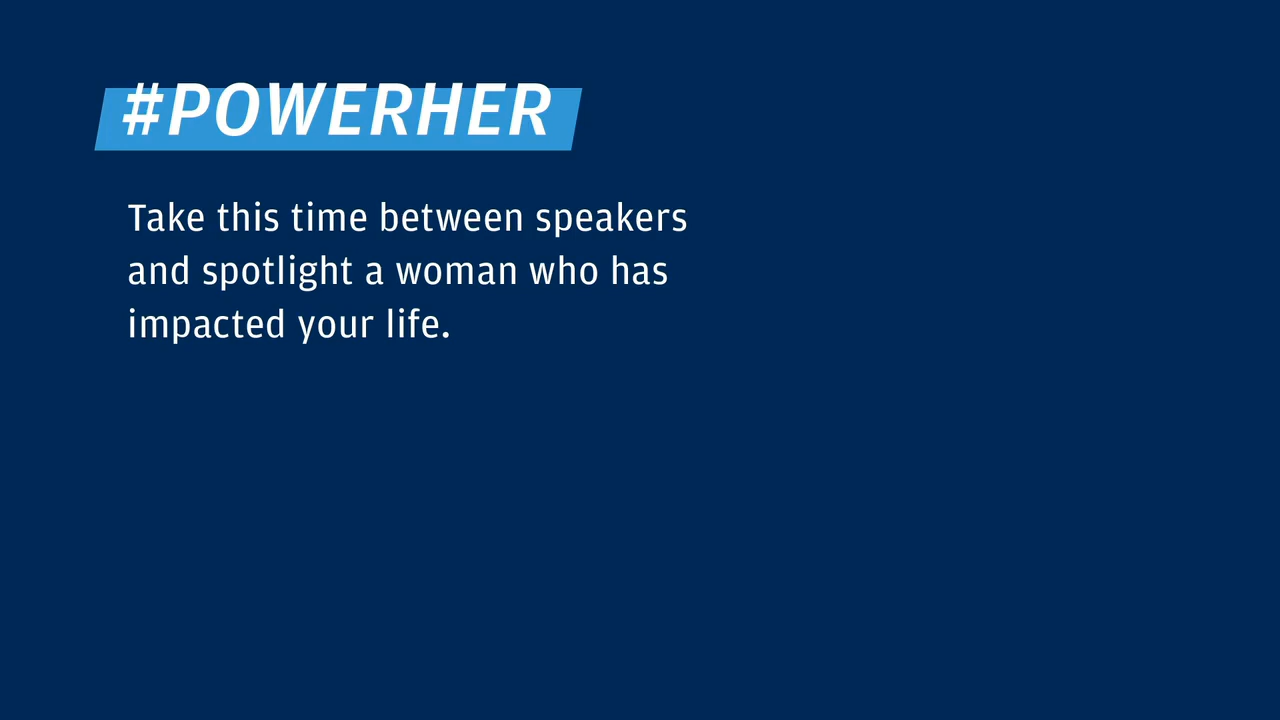 #POWERHER
Take this time between speakers
and spotlight a woman who has
impacted your life.